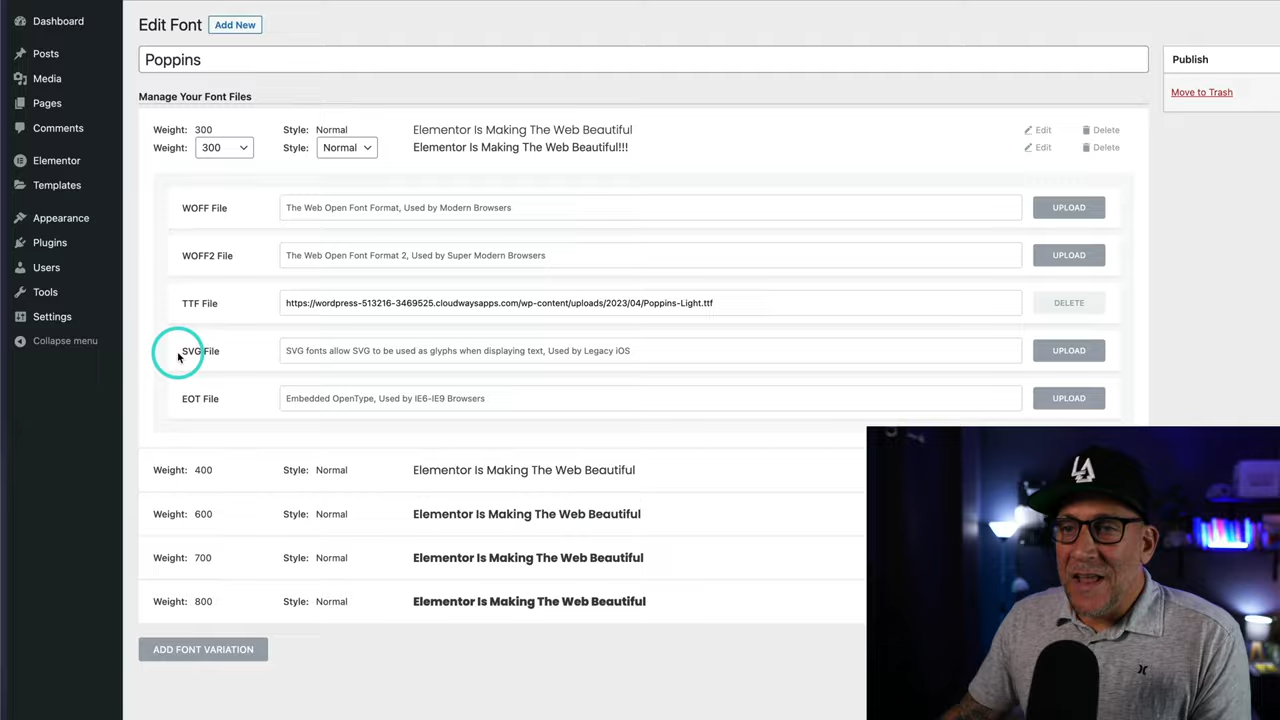 Dashboard
Posts
Media
Pages
Comments
Elementor
Templates
Appearance
Plugins
Users
Tools
Settings
Collapse menu
Edit Font Add New
Poppins
Manage Your Font Files
Weight: 300 Style: Normal Elementor Is Making The Web Beautiful Edit Delete
Weight: 300 Style: Normal Elementor Is Making The Web Beautiful!!! Edit Delete
WOFF File The Web Open Font Format, Used by Modern Browsers UPLOAD
WOFF2 File The Web Open Font Format 2, Used by Super Modern Browsers UPLOAD
TTF File https://wordpress-513216-3469525.cloudwaysapps.com/wp-content/uploads/2023/04/Poppins-Light.ttf DELETE
SVG File SVG fonts allow SVG to be used as glyphs when displaying text, Used by Legacy iOS UPLOAD
EOT File Embedded OpenType, Used by IE6-IE9 Browsers UPLOAD
Weight: 400 Style: Normal Elementor Is Making The Web Beautiful
Weight: 600 Style: Normal Elementor Is Making The Web Beautiful
Weight: 700 Style: Normal Elementor Is Making The Web Beautiful
Weight: 800 Style: Normal Elementor Is Making The Web Beautiful
ADD FONT VARIATION
Publish
Move to Trash
LA